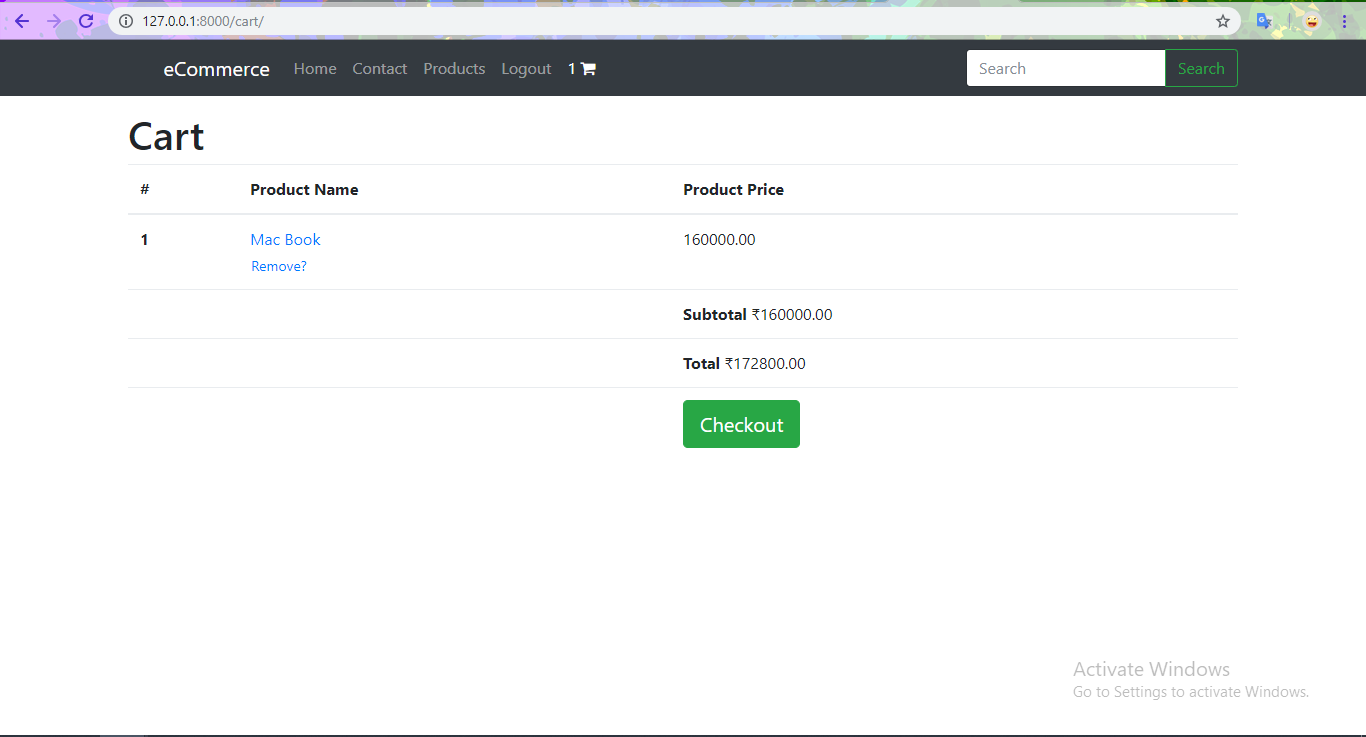 127.0.0.1:8000/cart/
eCommerce Home Contact Products Logout 1 Search Search
Cart
# Product Name Product Price
1 Mac Book 160000.00
Remove?
Subtotal ₹160000.00
Total ₹172800.00
Checkout
Activate Windows
Go to Settings to activate Windows.